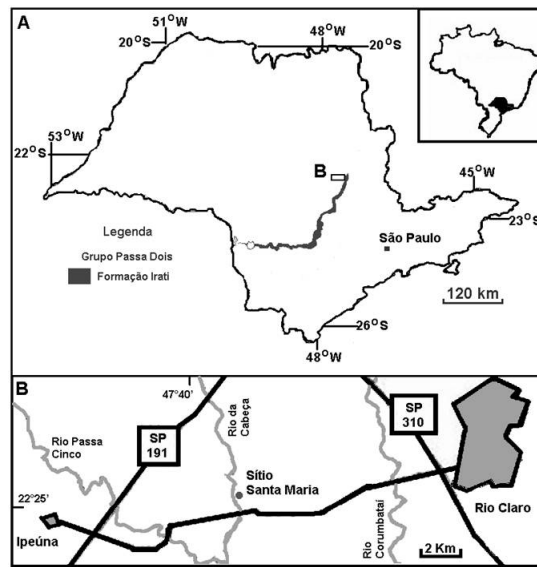 A
51°W
20°S
48°W
20°S
53°W
22°S
B
45°W
23°S
Legenda
Grupo Passa Dois
Formação Irati
São Paulo
120 km
26°S
48°W
B
47°40'
Rio da Cabeça
SP
310
Rio Passa
Cinco
SP
191
Sítio
Santa Maria
22°25'
Rio Claro
Ipeúna
Rio
Corumbataí
2 Km